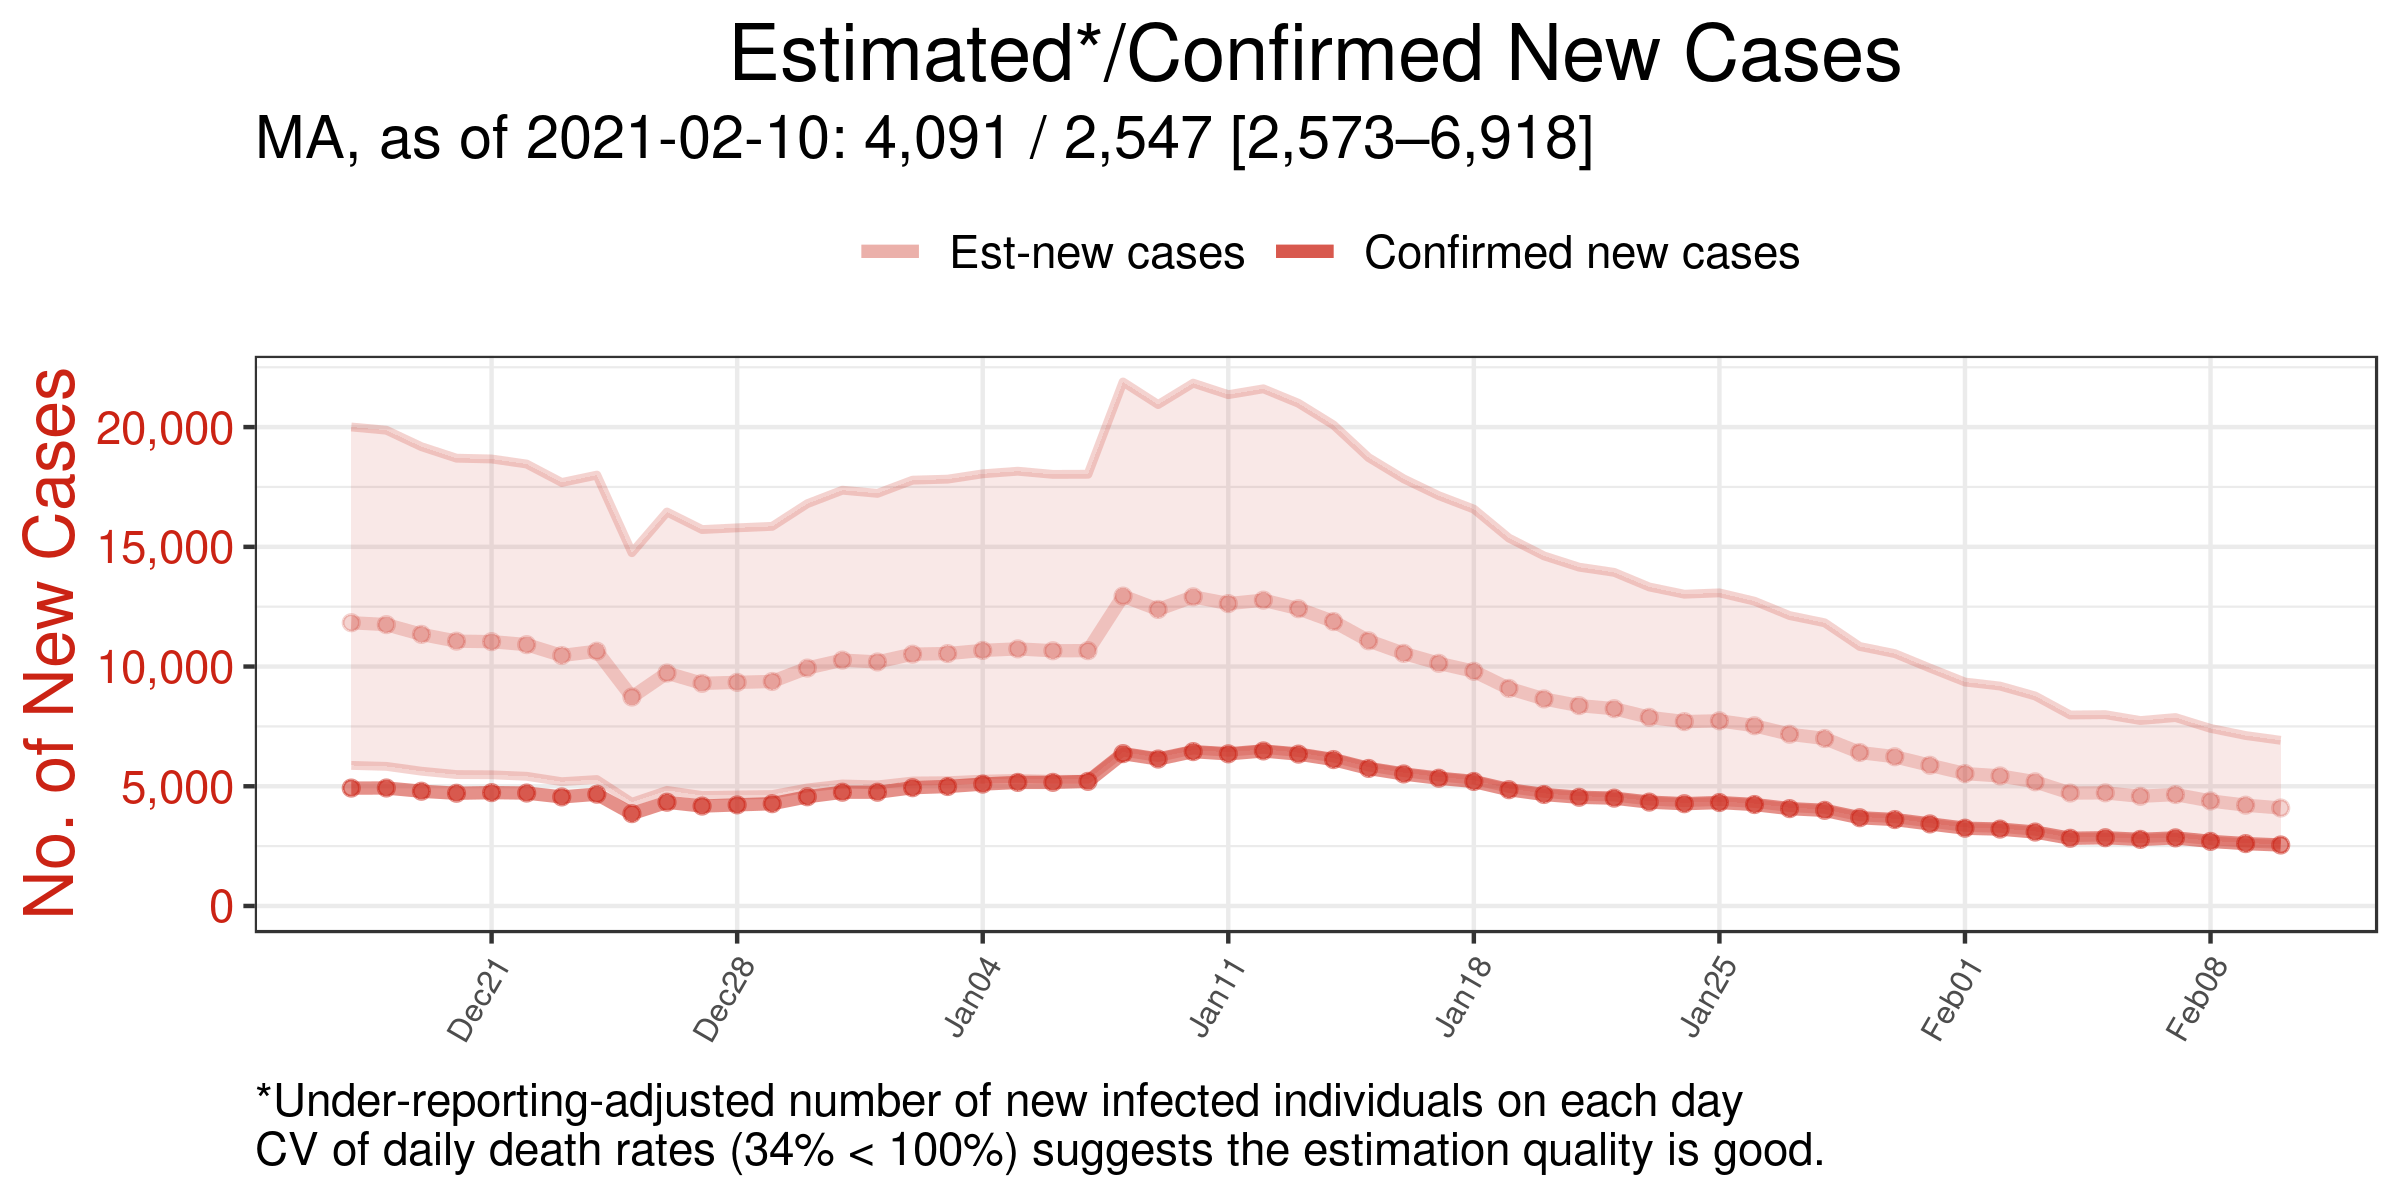 Estimated*/Confirmed New Cases
MA, as of 2021-02-10: 4,091 / 2,547 [2,573–6,918]
Est-new cases
Confirmed new cases
No. of New Cases
20,000
15,000
10,000
5,000
0
Dec21
Dec28
Jan04
Jan11
Jan18
Jan25
Feb01
Feb08
*Under-reporting-adjusted number of new infected individuals on each day
CV of daily death rates (34% < 100%) suggests the estimation quality is good.